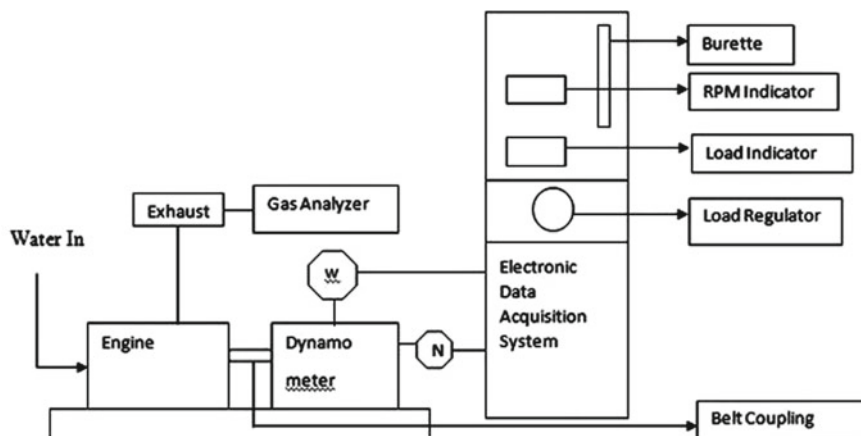 Burette
RPM Indicator
Load Indicator
Load Regulator
Exhaust
Gas Analyzer
Water In
W
Electronic
Data
Acquisition
System
Engine
Dynamo
meter
N
Belt Coupling